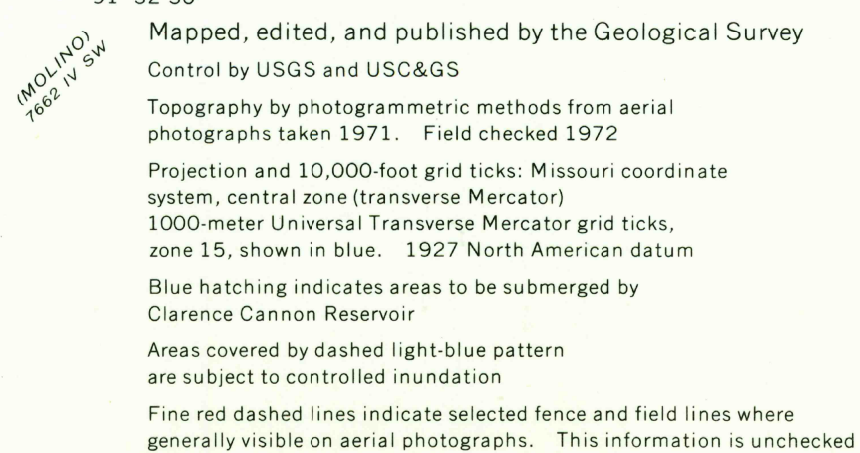 (MOLINO)
7662 IV SW
Mapped, edited, and published by the Geological Survey
Control by USGS and USC&GS
Topography by photogrammetric methods from aerial
photographs taken 1971. Field checked 1972
Projection and 10,000-foot grid ticks: Missouri coordinate
system, central zone (transverse Mercator)
1000-meter Universal Transverse Mercator grid ticks,
zone 15, shown in blue. 1927 North American datum
Blue hatching indicates areas to be submerged by
Clarence Cannon Reservoir
Areas covered by dashed light-blue pattern
are subject to controlled inundation
Fine red dashed lines indicate selected fence and field lines where
generally visible on aerial photographs. This information is unchecked